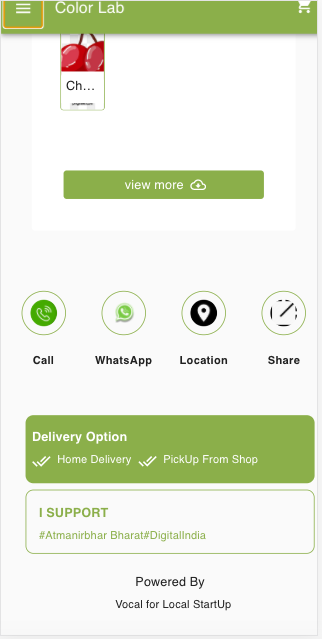 Color Lab
Ch...
view more
Call
WhatsApp
Location
Share
Delivery Option
Home Delivery
PickUp From Shop
I SUPPORT
#Atmanirbhar Bharat#DigitalIndia
Powered By
Vocal for Local StartUp